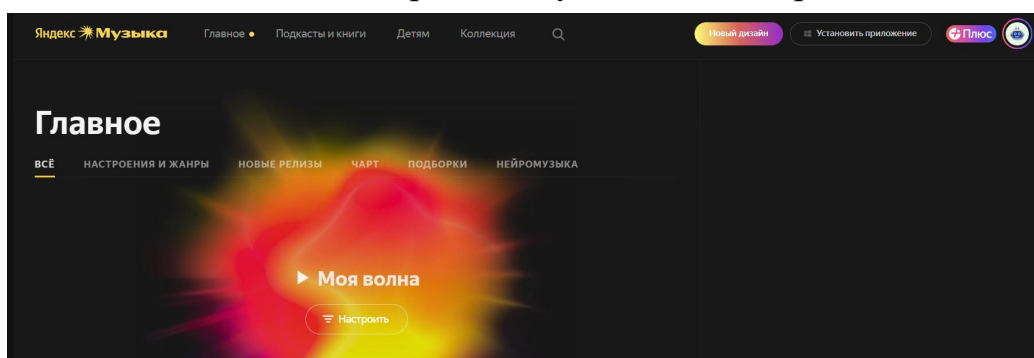 Яндекс Музыка Главное Подкасты и книги Детям Коллекция Новый дизайн Установить приложение Плюс
Главное
ВСЁ НАСТРОЕНИЯ И ЖАНРЫ НОВЫЕ РЕЛИЗЫ ЧАРТ ПОДБОРКИ НЕЙРОМУЗЫКА
Моя волна
Настроить